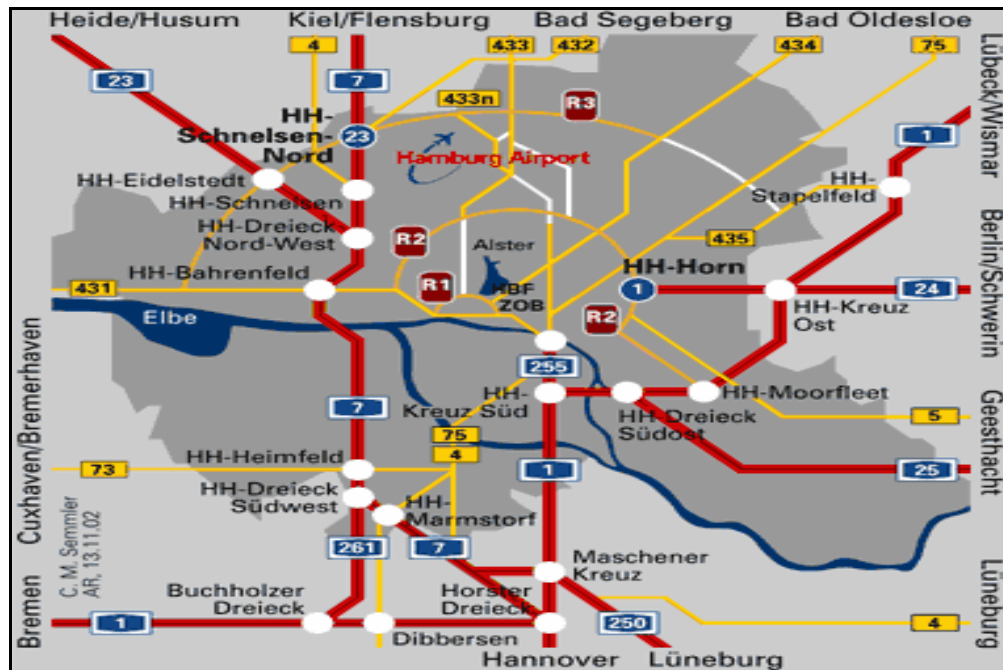 Heide/Husum Kiel/Flensburg Bad Segeberg Bad Oldesloe
4 433 432 434 75
23 7
433n R3
HH-
Schnelsen-
Nord
23
Hamburg Airport
1
Lübeck/Wismar
HH-Eidelstedt
HH-Schnelsen
HH-
Stapelfeld
HH-Dreieck
Nord-West
R2
Alster
435
HH-Bahrenfeld
HH-Horn
Berlin/Schwerin
431
R1
HBF
ZOB
1
24
Elbe
R2
HH-Kreuz
Ost
255
HH-
Kreuz Süd
HH-Moorfleet
HH-Dreieck
Südost
7
75
5
Geesthacht
Cuxhaven/Bremerhaven
4
73
HH-Heimfeld
1
25
HH-Dreieck
Südwest
HH-
Marmstorf
C. M. Semmler
AR, 13.11.02
261
7
Maschener
Kreuz
Buchholzer
Dreieck
Horster
Dreieck
Lüneburg
Bremen
1
Dibbersen
250
4
Hannover Lüneburg